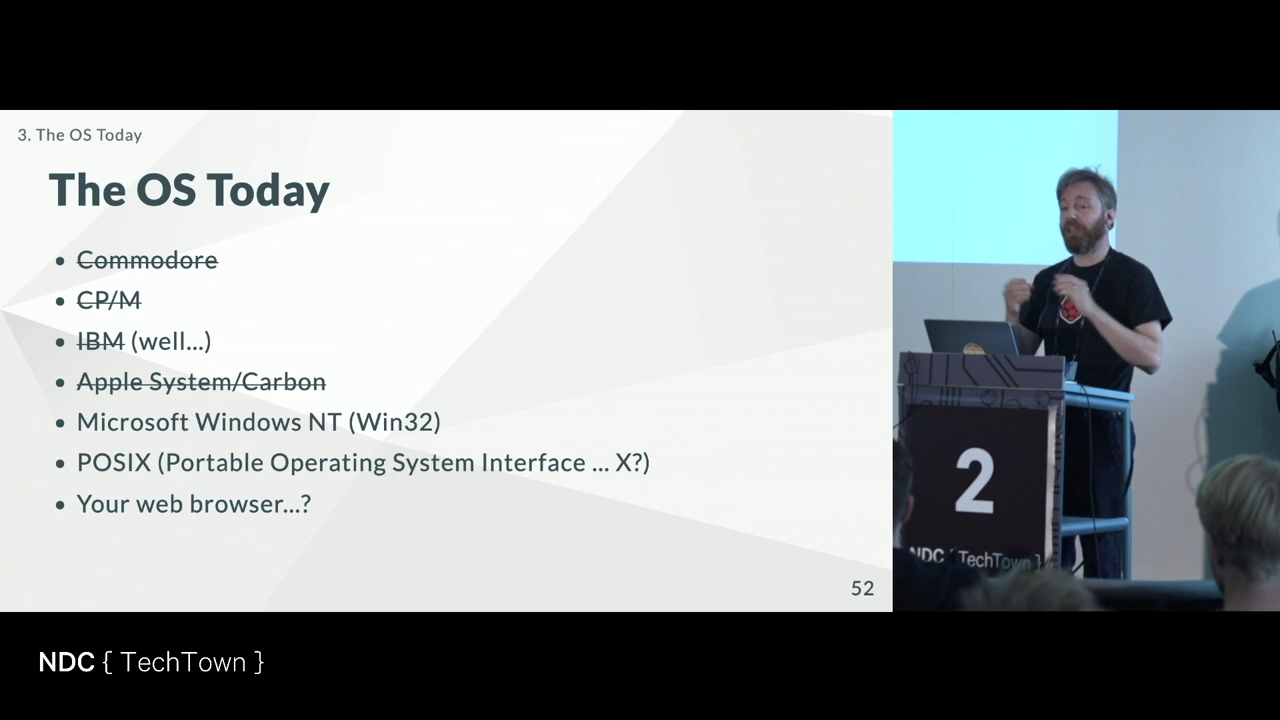 3. The OS Today
The OS Today
Commodore
CP/M
IBM (well...)
Apple System/Carbon
Microsoft Windows NT (Win32)
POSIX (Portable Operating System Interface ... X?)
Your web browser...?
52
2
NDC { TechTown }
NDC { TechTown }